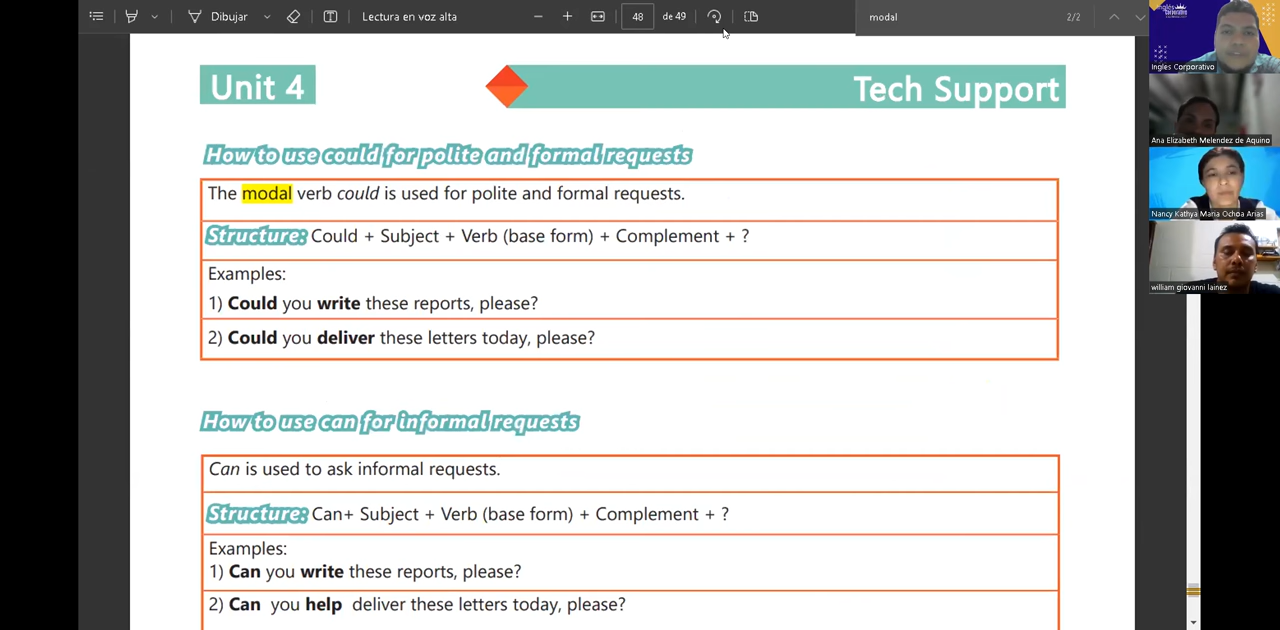 Dibujar
Lectura en voz alta
48 de 49
modal
2/2
Unit 4
Tech Support
How to use could for polite and formal requests
The modal verb could is used for polite and formal requests.
Structure: Could + Subject + Verb (base form) + Complement + ?
Examples:
1) Could you write these reports, please?
2) Could you deliver these letters today, please?
How to use can for informal requests
Can is used to ask informal requests.
Structure: Can+ Subject + Verb (base form) + Complement + ?
Examples:
1) Can you write these reports, please?
2) Can you help deliver these letters today, please?
Inglés Corporativo
Ana Elizabeth Melendez de Aquino
Nancy Kathya Maria Ochoa Arias
william giovanni lainez